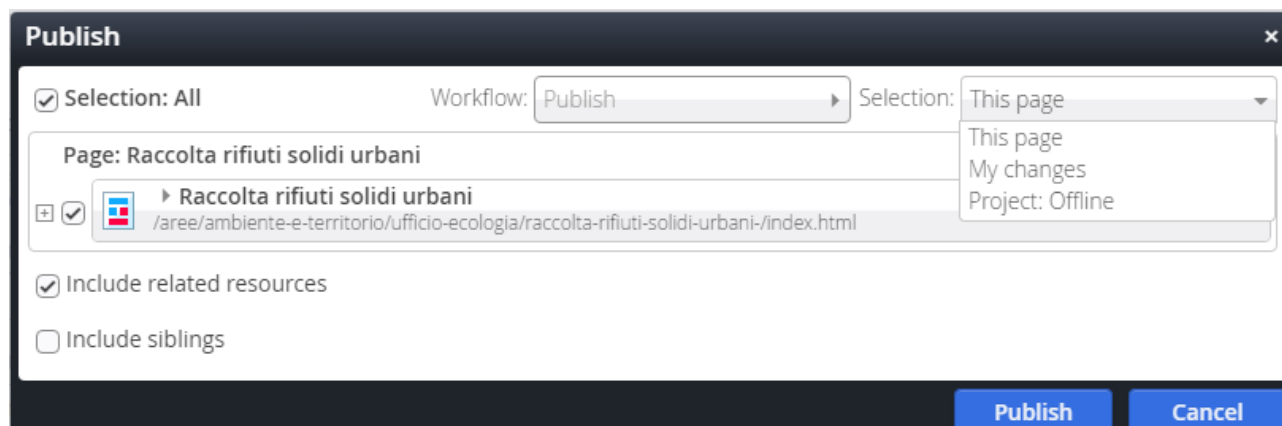 Publish
Selection: All Workflow: Publish Selection: This page
This page
My changes
Project: Offline
Page: Raccolta rifiuti solidi urbani
Raccolta rifiuti solidi urbani
/aree/ambiente-e-territorio/ufficio-ecologia/raccolta-rifiuti-solidi-urbani-/index.html
Include related resources
Include siblings
Publish Cancel